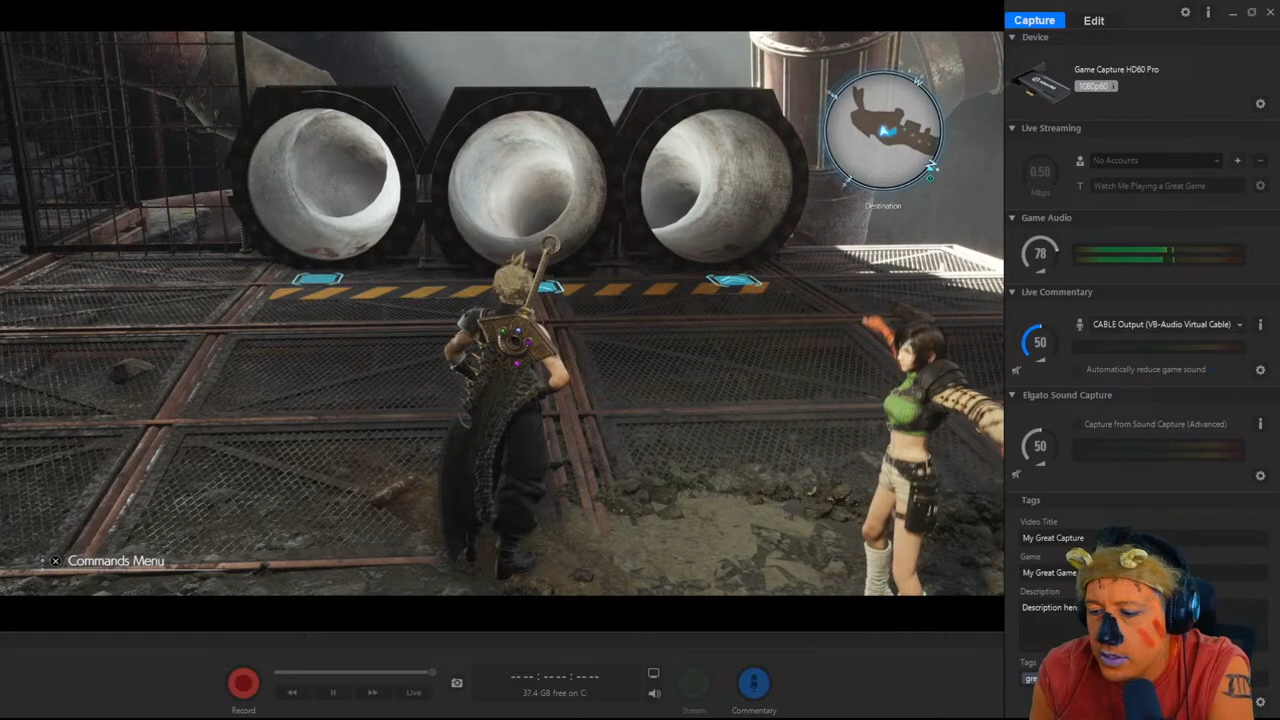 Capture
Edit
Device
Game Capture HD60 Pro
1080p60
Live Streaming
0.50
Mbps
No Accounts
Watch Me Playing a Great Game
Game Audio
78
Live Commentary
50
CABLE Output (VB-Audio Virtual Cable)
Automatically reduce game sound
Elgato Sound Capture
50
Capture from Sound Capture (Advanced)
Tags
Video Title
My Great Capture
Game
My Great Game
Description
Description here
Tags
gre
W
N
Destination
Commands Menu
Record
Live
--:--:--
37.4 GB free on C:
Stream
Commentary